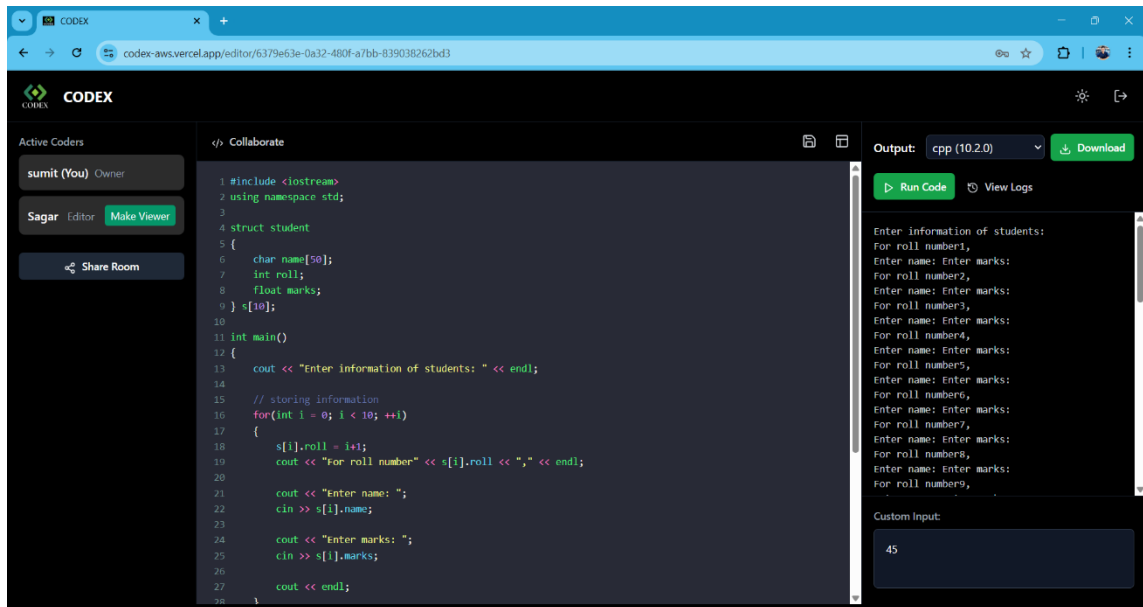 CODEX
codex-aws.vercel.app/editor/6379e63e-0a32-480f-a7bb-839038262bd3
CODEX
CODEX
Active Coders
sumit (You) Owner
Sagar Editor Make Viewer
Share Room
</> Collaborate
1 #include <iostream>
2 using namespace std;
3
4 struct student
5 {
6     char name[50];
7     int roll;
8     float marks;
9 } s[10];
10
11 int main()
12 {
13     cout << "Enter information of students: " << endl;
14
15     // storing information
16     for(int i = 0; i < 10; ++i)
17     {
18         s[i].roll = i+1;
19         cout << "For roll number" << s[i].roll << "," << endl;
20
21         cout << "Enter name: ";
22         cin >> s[i].name;
23
24         cout << "Enter marks: ";
25         cin >> s[i].marks;
26
27         cout << endl;
28     }
Output: cpp (10.2.0) Download
Run Code View Logs
Enter information of students:
For roll number1,
Enter name: Enter marks:
For roll number2,
Enter name: Enter marks:
For roll number3,
Enter name: Enter marks:
For roll number4,
Enter name: Enter marks:
For roll number5,
Enter name: Enter marks:
For roll number6,
Enter name: Enter marks:
For roll number7,
Enter name: Enter marks:
For roll number8,
Enter name: Enter marks:
For roll number9,
Custom Input:
45